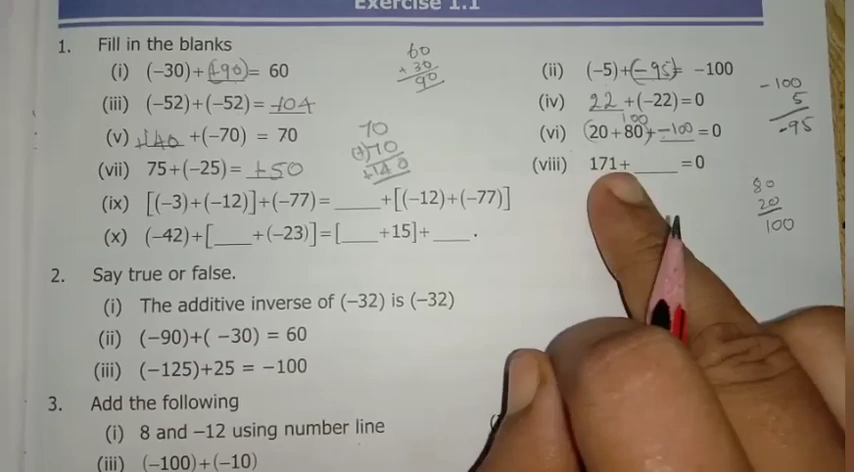 Exercise 1.1
1. Fill in the blanks
(i) (−30)+(+90)= 60
(ii) (−5)+(−95)= −100
(iii) (−52)+(−52)= −104
(iv) 22 +(−22)=0
(v) +140 +(−70) = 70
(vi) (20+80)+ −100 =0
100
(vii) 75+(−25)= +50
(viii) 171+____=0
(ix) [(−3)+(−12)]+(−77)=____+[(−12)+(−77)]
(x) (−42)+[___+(−23)]=[___+15]+___.
60
+30
90
70
(+)70
+140
−100
5
−95
80
20
100
2. Say true or false.
(i) The additive inverse of (−32) is (−32)
(ii) (−90)+( −30) = 60
(iii) (−125)+25 = −100
3. Add the following
(i) 8 and −12 using number line
(iii) (−100)+(−10)